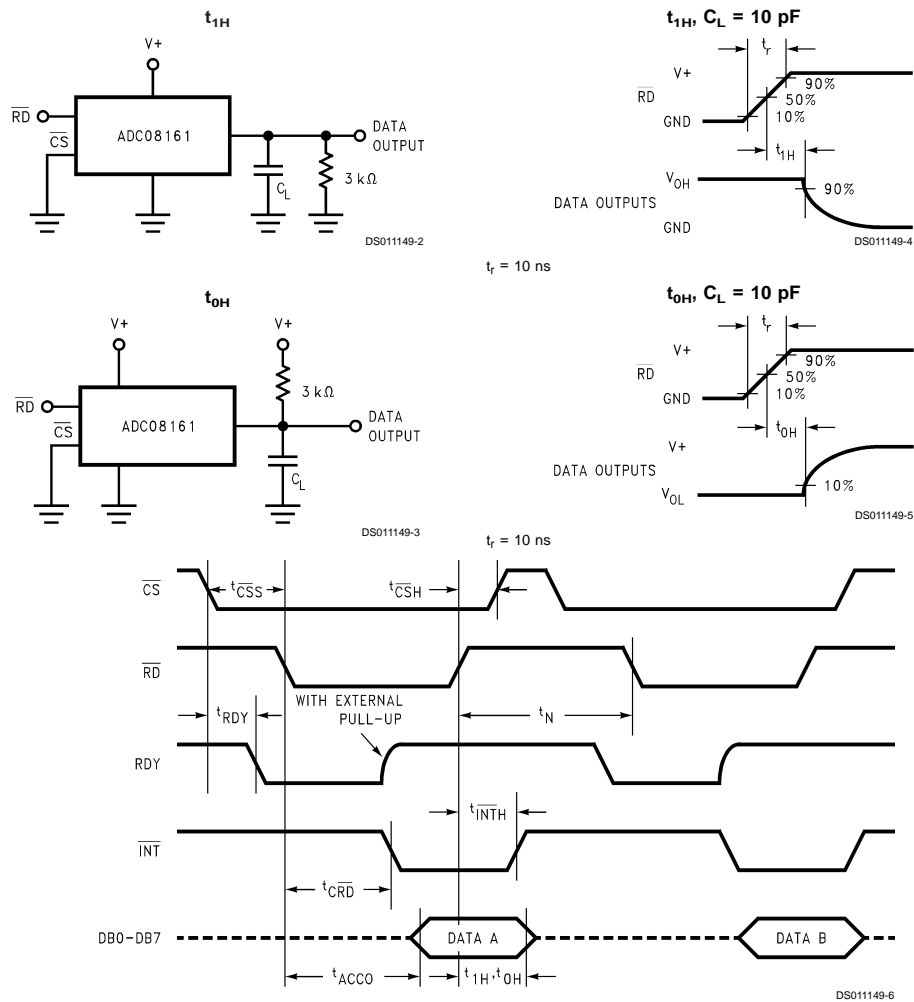 t1H
V+
RD
CS
ADC08161
DATA
OUTPUT
CL
3 kΩ
DS011149-2
t1H, CL = 10 pF
tr
V+
90%
RD
50%
10%
GND
t1H
VOH
90%
DATA OUTPUTS
GND
DS011149-4
tr = 10 ns
t0H
V+
V+
3 kΩ
RD
CS
ADC08161
DATA
OUTPUT
CL
DS011149-3
t0H, CL = 10 pF
tr
V+
90%
RD
50%
10%
GND
t0H
V+
DATA OUTPUTS
10%
VOL
DS011149-5
tr = 10 ns
CS
tCSS
tCSH
RD
WITH EXTERNAL
PULL-UP
tRDY
tN
RDY
tINTH
INT
tCRD
DB0-DB7
DATA A
DATA B
tACCO
t1H,t0H
DS011149-6